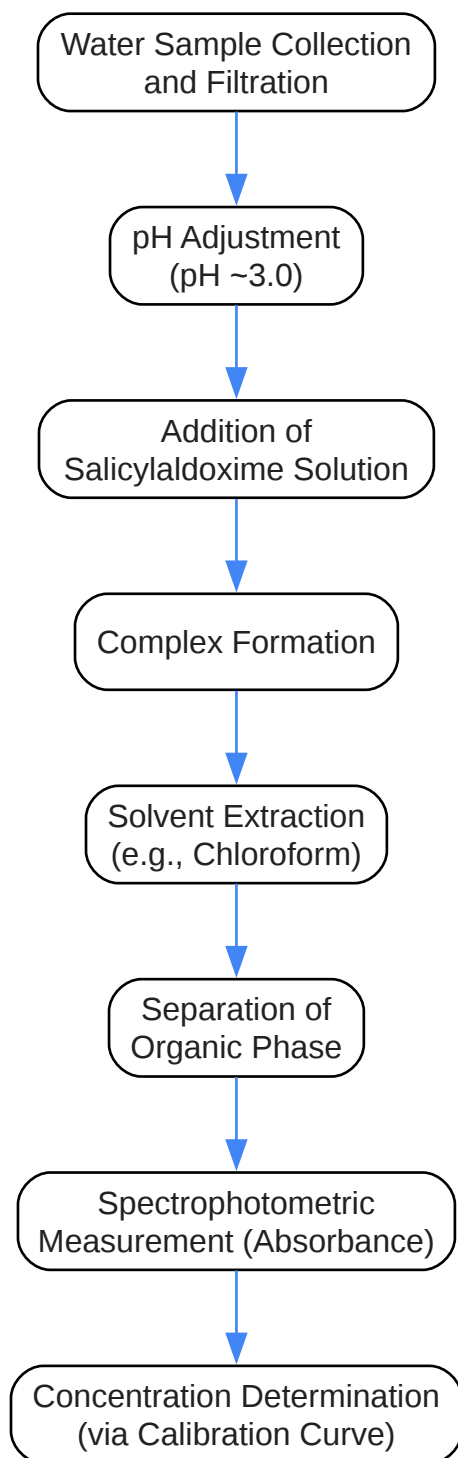 Water Sample Collection
and Filtration
pH Adjustment
(pH ~3.0)
Addition of
Salicylaldoxime Solution
Complex Formation
Solvent Extraction
(e.g., Chloroform)
Separation of
Organic Phase
Spectrophotometric
Measurement (Absorbance)
Concentration Determination
(via Calibration Curve)